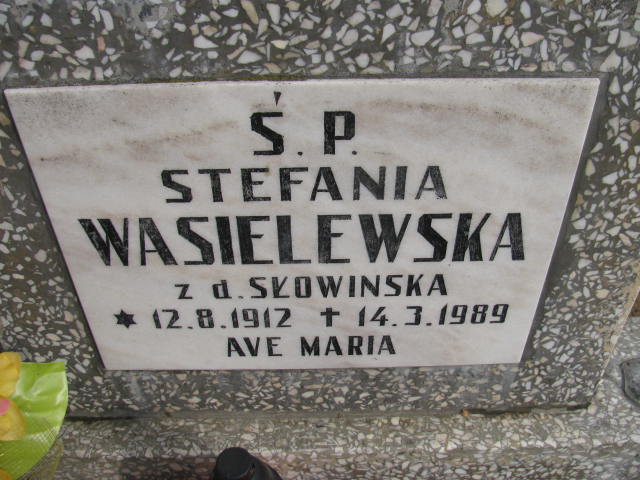 Ś. P.
STEFANIA
WASIELEWSKA
z d. SŁOWINSKA
* 12.8.1912 † 14.3.1989
AVE MARIA